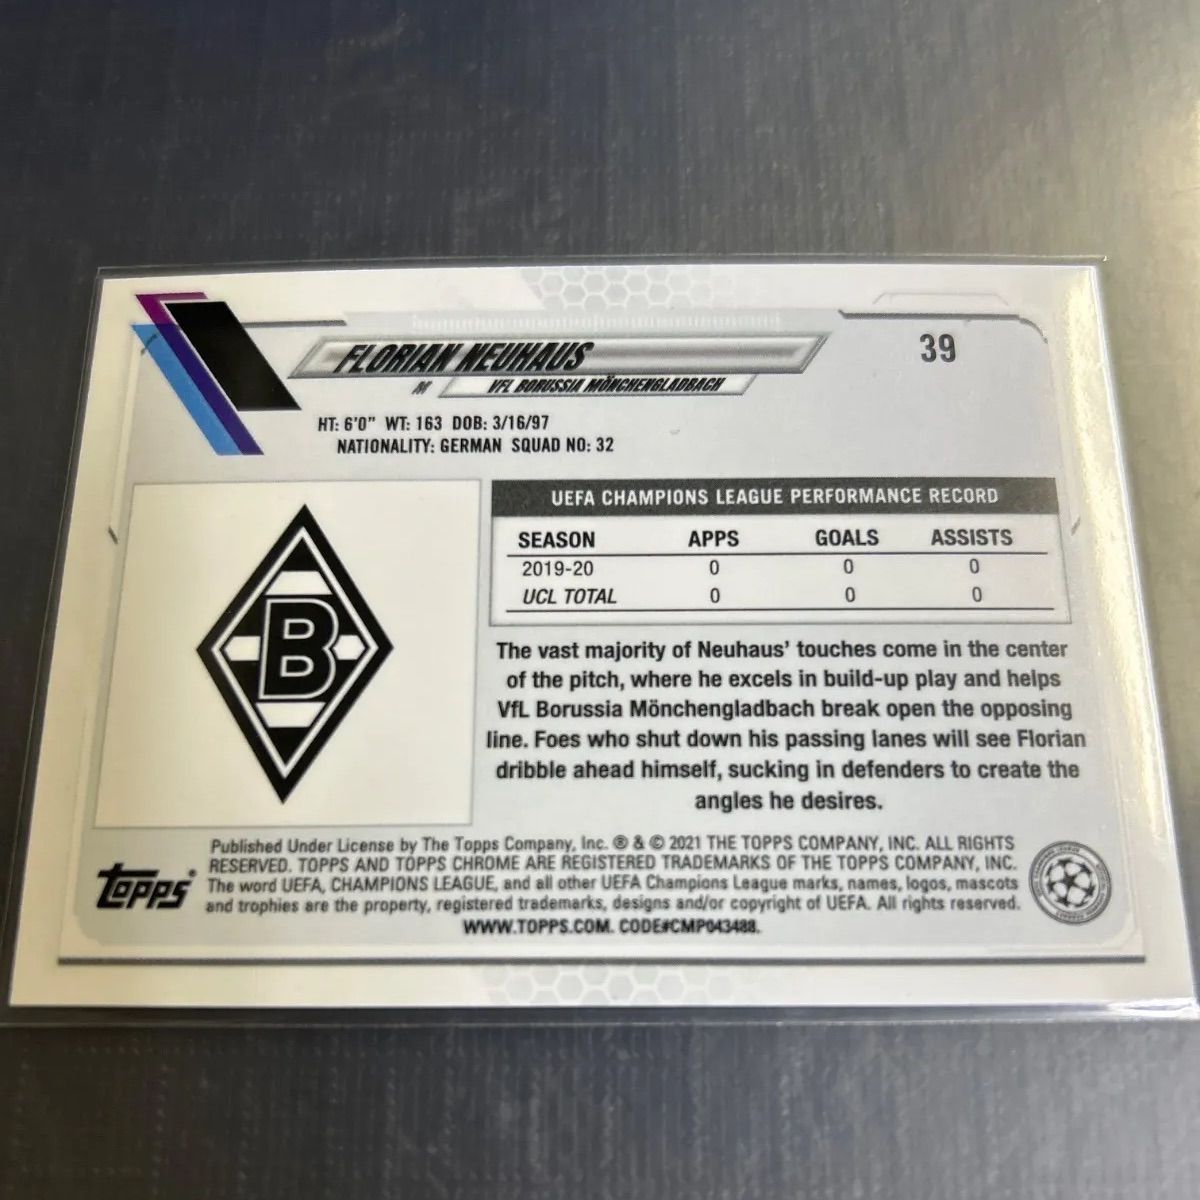 FLORIAN NEUHAUS
39
M VFL BORUSSIA MÖNCHENGLADBACH
HT: 6'0" WT: 163 DOB: 3/16/97
NATIONALITY: GERMAN SQUAD NO: 32
B
UEFA CHAMPIONS LEAGUE PERFORMANCE RECORD
SEASON APPS GOALS ASSISTS
2019-20 0 0 0
UCL TOTAL 0 0 0
The vast majority of Neuhaus' touches come in the center
of the pitch, where he excels in build-up play and helps
VfL Borussia Mönchengladbach break open the opposing
line. Foes who shut down his passing lanes will see Florian
dribble ahead himself, sucking in defenders to create the
angles he desires.
topps®
Published Under License by The Topps Company, Inc. ® & © 2021 THE TOPPS COMPANY, INC. ALL RIGHTS
RESERVED. TOPPS AND TOPPS CHROME ARE REGISTERED TRADEMARKS OF THE TOPPS COMPANY, INC.
The word UEFA, CHAMPIONS LEAGUE, and all other UEFA Champions League marks, names, logos, mascots
and trophies are the property, registered trademarks, designs and/or copyright of UEFA. All rights reserved.
WWW.TOPPS.COM. CODE#CMP043488.